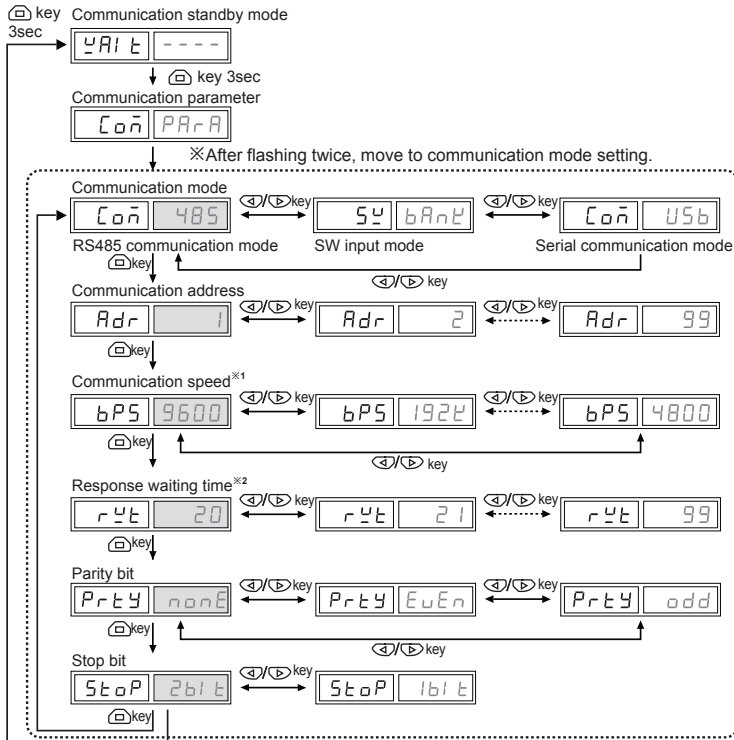 key Communication standby mode
3sec
WAIt ----
key 3sec
Communication parameter
Com PArA
※After flashing twice, move to communication mode setting.
Communication mode
Com 485 key SW bAnK key Com USb
RS485 communication mode SW input mode Serial communication mode
key key
Communication address
Adr 1 key Adr 2 key Adr 99
key
Communication speed※1
bPS 9600 key bPS 192K key bPS 4800
key key
Response waiting time※2
rWt 20 key rWt 21 key rWt 99
key
Parity bit
PrtY nonE key PrtY EvEn key PrtY odd
key key
Stop bit
StoP 2bIt key StoP 1bIt
key